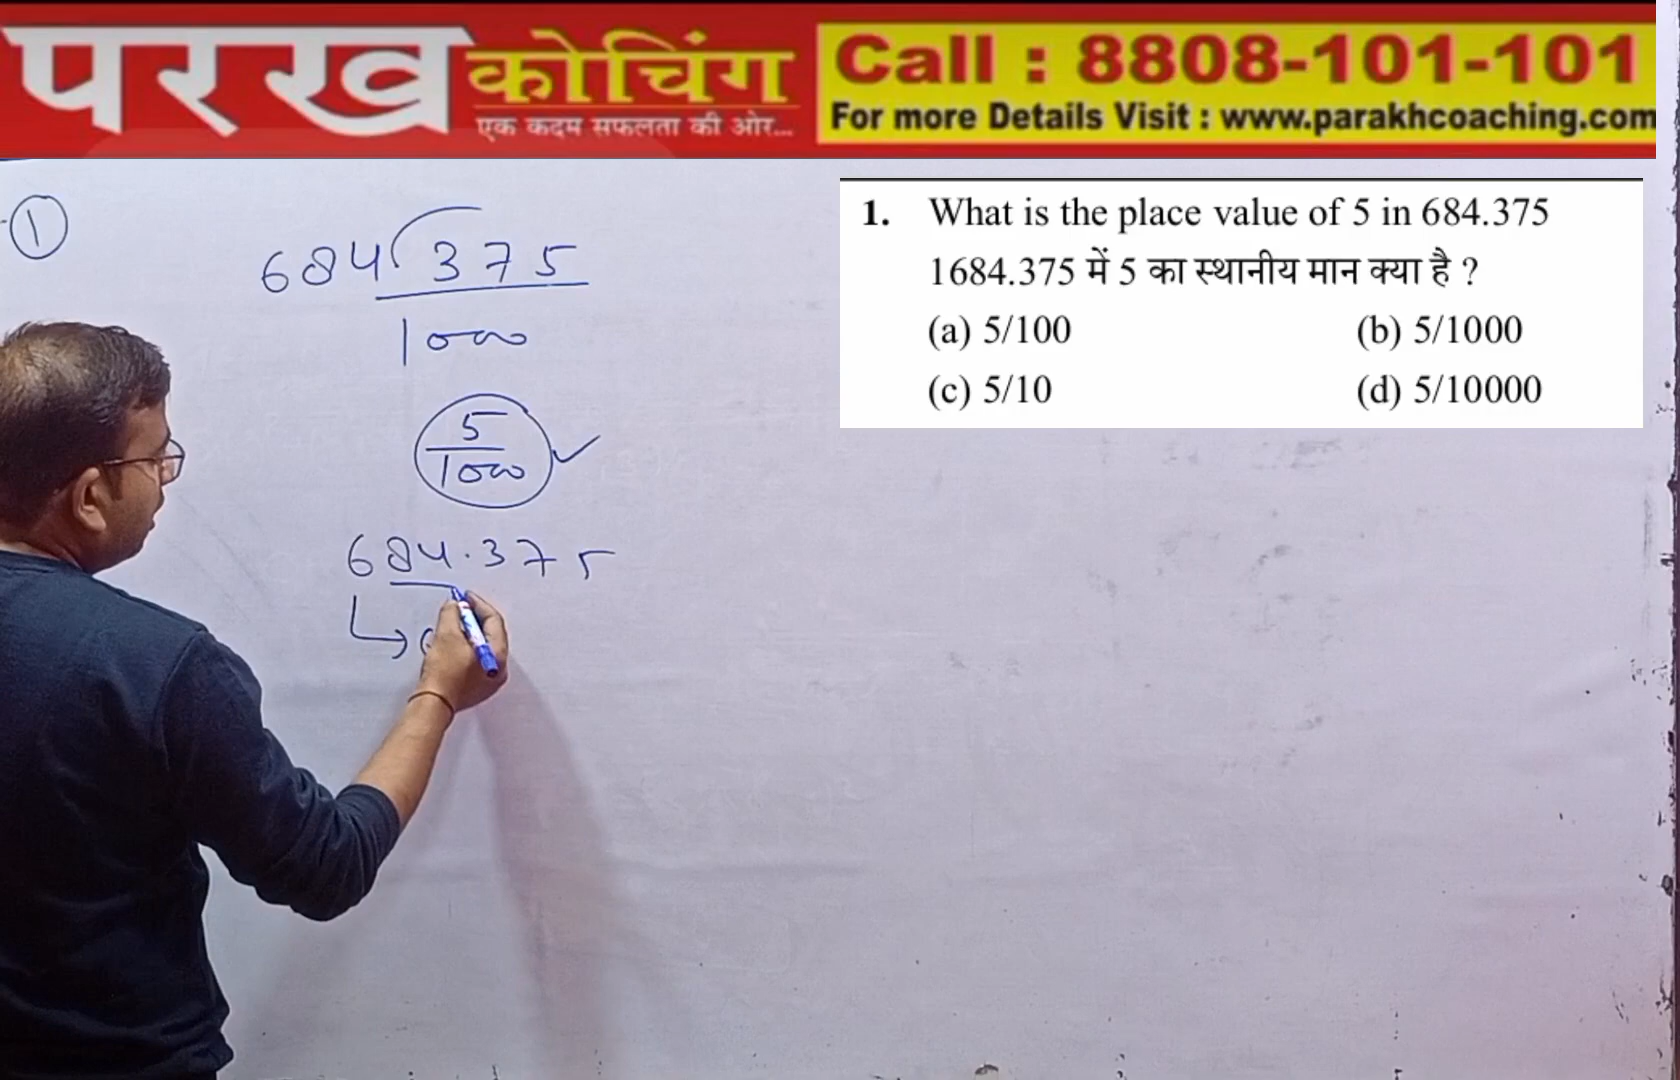 परख कोचिंग
एक कदम सफलता की ओर...
Call : 8808-101-101
For more Details Visit : www.parakhcoaching.com
1
684 375
1000
5
1000
684.375
1. What is the place value of 5 in 684.375
1684.375 में 5 का स्थानीय मान क्या है ?
(a) 5/100 (b) 5/1000
(c) 5/10 (d) 5/10000